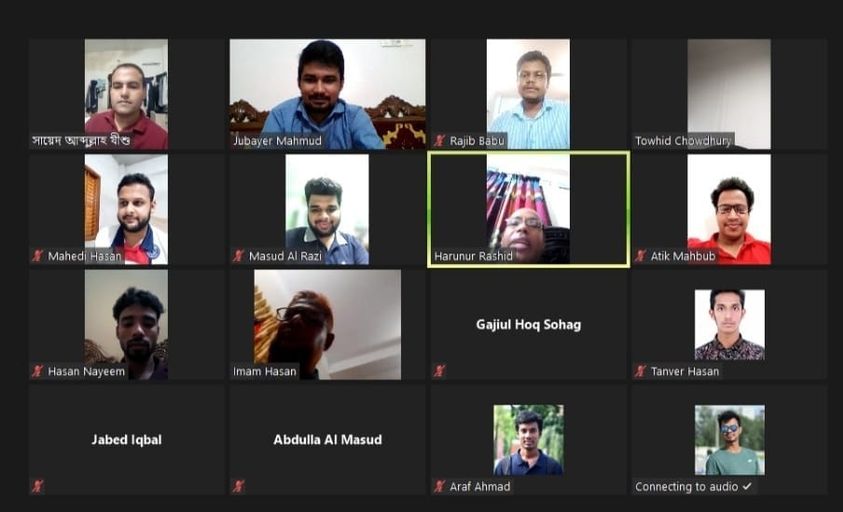 সায়েদ আব্দুল্লাহ যীশু
Jubayer Mahmud
Rajib Babu
Towhid Chowdhury
Mahedi Hasan
Masud Al Razi
Harunur Rashid
Atik Mahbub
Hasan Nayeem
Imam Hasan
Gajiul Hoq Sohag
Tanver Hasan
Jabed Iqbal
Abdulla Al Masud
Araf Ahmad
Connecting to audio